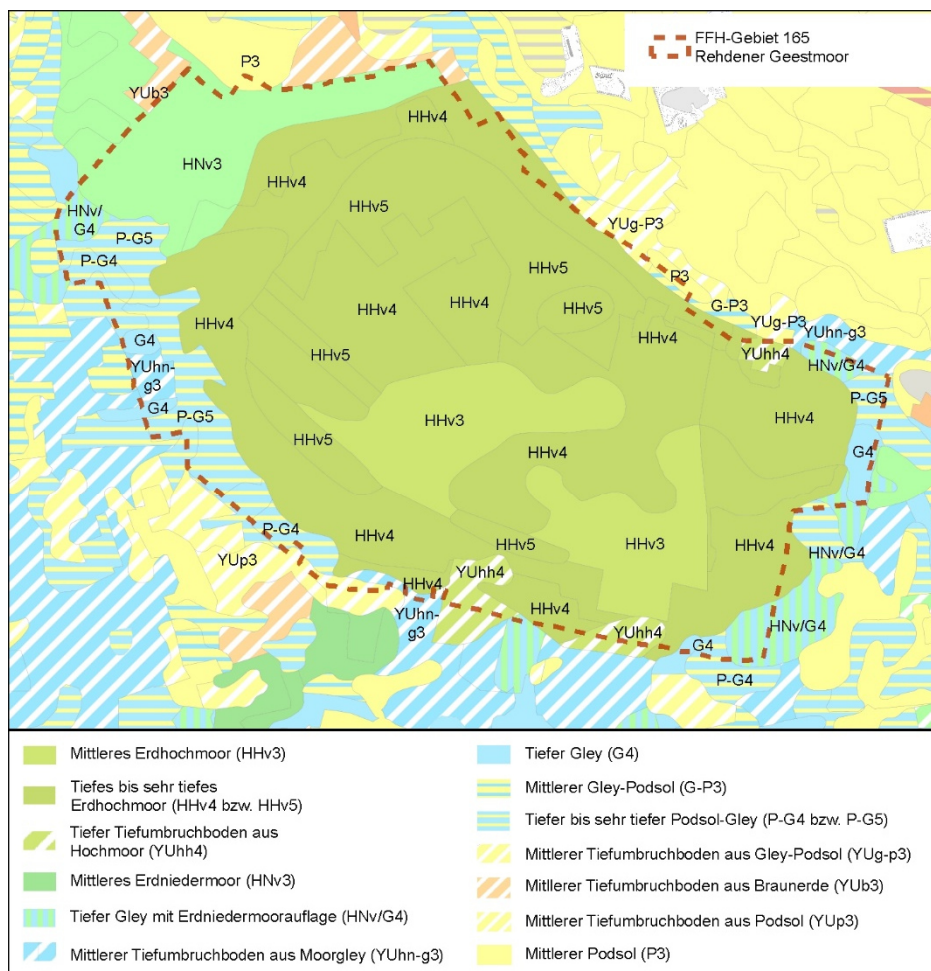 FFH-Gebiet 165
Rehdener Geestmoor
P3
YUb3
HHv4
HNv3
HHv4
HHv5
HNv/
G4
P-G5
P-G4
YUg-P3
HHv5
P3
HHv4
HHv4
HHv5
G-P3
YUg-P3
YUhn-g3
HHv4
HHv4
G4
HHv5
YUhh4
HNv/G4
YUhn-
g3
P-G5
G4
P-G5
HHv3
HHv4
HHv5
HHv4
G4
P-G4
HHv4
HHv5
HHv3
HHv4
HNv/G4
YUp3
YUhh4
HHv4
YUhn-
g3
HHv4
YUhh4
G4
HNv/G4
P-G4
Mittleres Erdhochmoor (HHv3)
Tiefes bis sehr tiefes
Erdhochmoor (HHv4 bzw. HHv5)
Tiefer Tiefumbruchboden aus
Hochmoor (YUhh4)
Mittleres Erdniedermoor (HNv3)
Tiefer Gley mit Erdniedermoorauflage (HNv/G4)
Mittlerer Tiefumbruchboden aus Moorgley (YUhn-g3)
Tiefer Gley (G4)
Mittlerer Gley-Podsol (G-P3)
Tiefer bis sehr tiefer Podsol-Gley (P-G4 bzw. P-G5)
Mittlerer Tiefumbruchboden aus Gley-Podsol (YUg-p3)
Mitllerer Tiefumbruchboden aus Braunerde (YUb3)
Mittlerer Tiefumbruchboden aus Podsol (YUp3)
Mittlerer Podsol (P3)